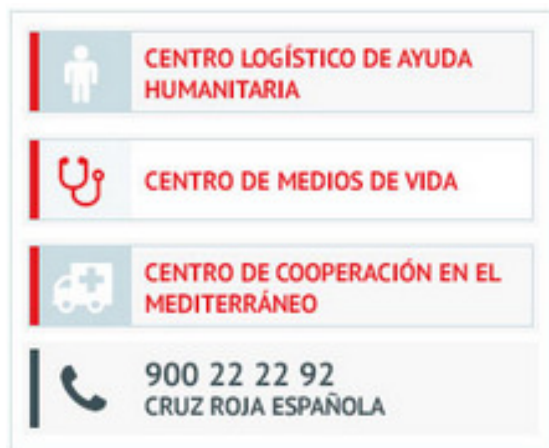 CENTRO LOGÍSTICO DE AYUDA
HUMANITARIA
CENTRO DE MEDIOS DE VIDA
CENTRO DE COOPERACIÓN EN EL
MEDITERRÁNEO
900 22 22 92
CRUZ ROJA ESPAÑOLA